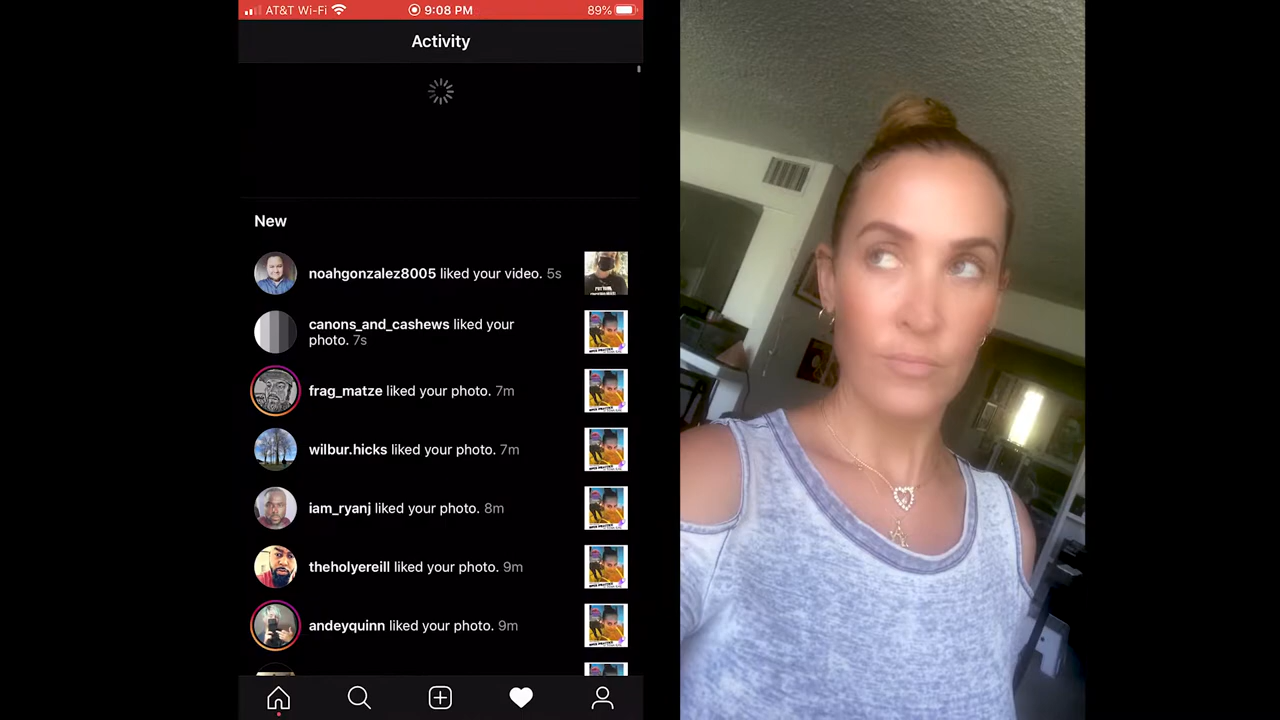 AT&T Wi-Fi 9:08 PM 89%
Activity
New
noahgonzalez8005 liked your video. 5s
canons_and_cashews liked your
photo. 7s
frag_matze liked your photo. 7m
wilbur.hicks liked your photo. 7m
iam_ryanj liked your photo. 8m
theholyereill liked your photo. 9m
andeyquinn liked your photo. 9m